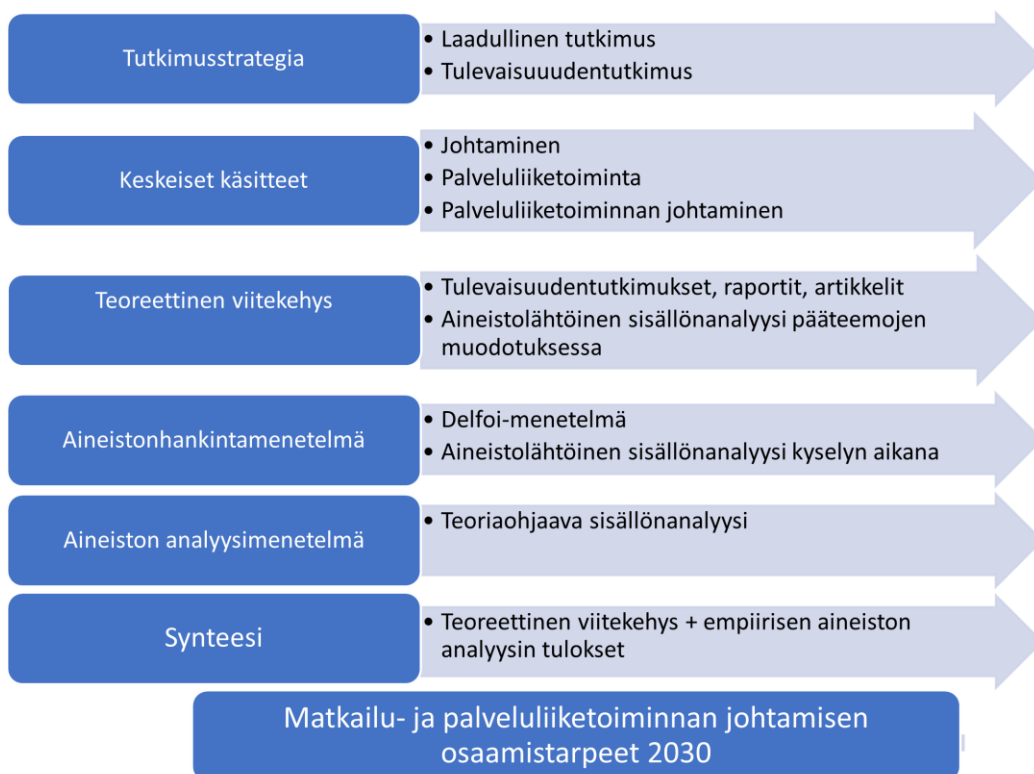 Tutkimusstrategia
• Laadullinen tutkimus
• Tulevaisuuudentutkimus
Keskeiset käsitteet
• Johtaminen
• Palveluliiketoiminta
• Palveluliiketoiminnan johtaminen
Teoreettinen viitekehys
• Tulevaisuudentutkimukset, raportit, artikkelit
• Aineistolähtöinen sisällönanalyysi pääteemojen
muodotuksessa
Aineistonhankintamenetelmä
• Delfoi-menetelmä
• Aineistolähtöinen sisällönanalyysi kyselyn aikana
Aineiston analyysimenetelmä
• Teoriaohjaava sisällönanalyysi
Synteesi
• Teoreettinen viitekehys + empiirisen aineiston
analyysin tulokset
Matkailu- ja palveluliiketoiminnan johtamisen
osaamistarpeet 2030